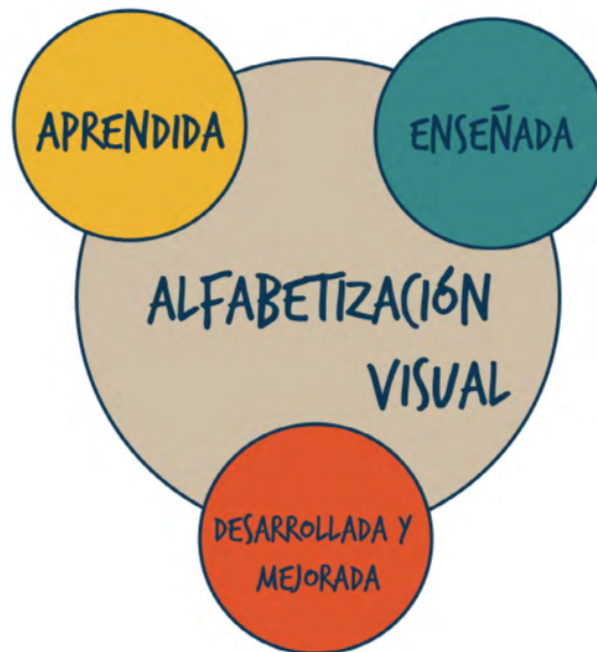 APRENDIDA
ENSEÑADA
ALFABETIZACIÓN
VISUAL
DESARROLLADA Y
MEJORADA